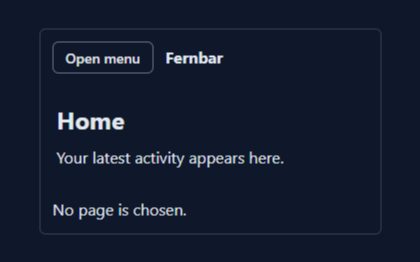 Open menu Fernbar
Home
Your latest activity appears here.
No page is chosen.